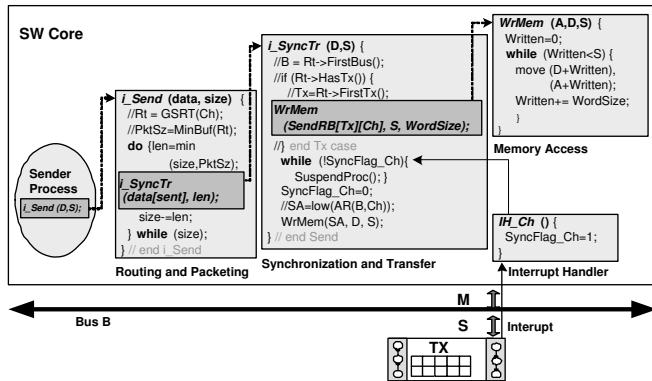 SW Core
Sender
Process
i_Send (D,S);
i_Send (data, size) {
//Rt = GSRT(Ch);
//PktSz=MinBuf(Rt);
do {len=min
(size,PktSz);
i_SyncTr
(data[sent], len);
size-=len;
} while (size);
} // end i_Send
Routing and Packeting
i_SyncTr (D,S) {
//B = Rt->FirstBus();
//if (Rt->HasTx()) {
//Tx=Rt->FirstTx();
WrMem
(SendRB[Tx][Ch], S, WordSize);
//} end Tx case
while (!SyncFlag_Ch){
SuspendProc(); }
SyncFlag_Ch=0;
//SA=low(AR(B,Ch));
WrMem(SA, D, S);
} // end Send
Synchronization and Transfer
WrMem (A,D,S) {
Written=0;
while (Written<S) {
move (D+Written),
(A+Written);
Written+= WordSize;
}
}
Memory Access
IH_Ch () {
SyncFlag_Ch=1;
}
Interrupt Handler
M
Bus B
S
Interupt
TX